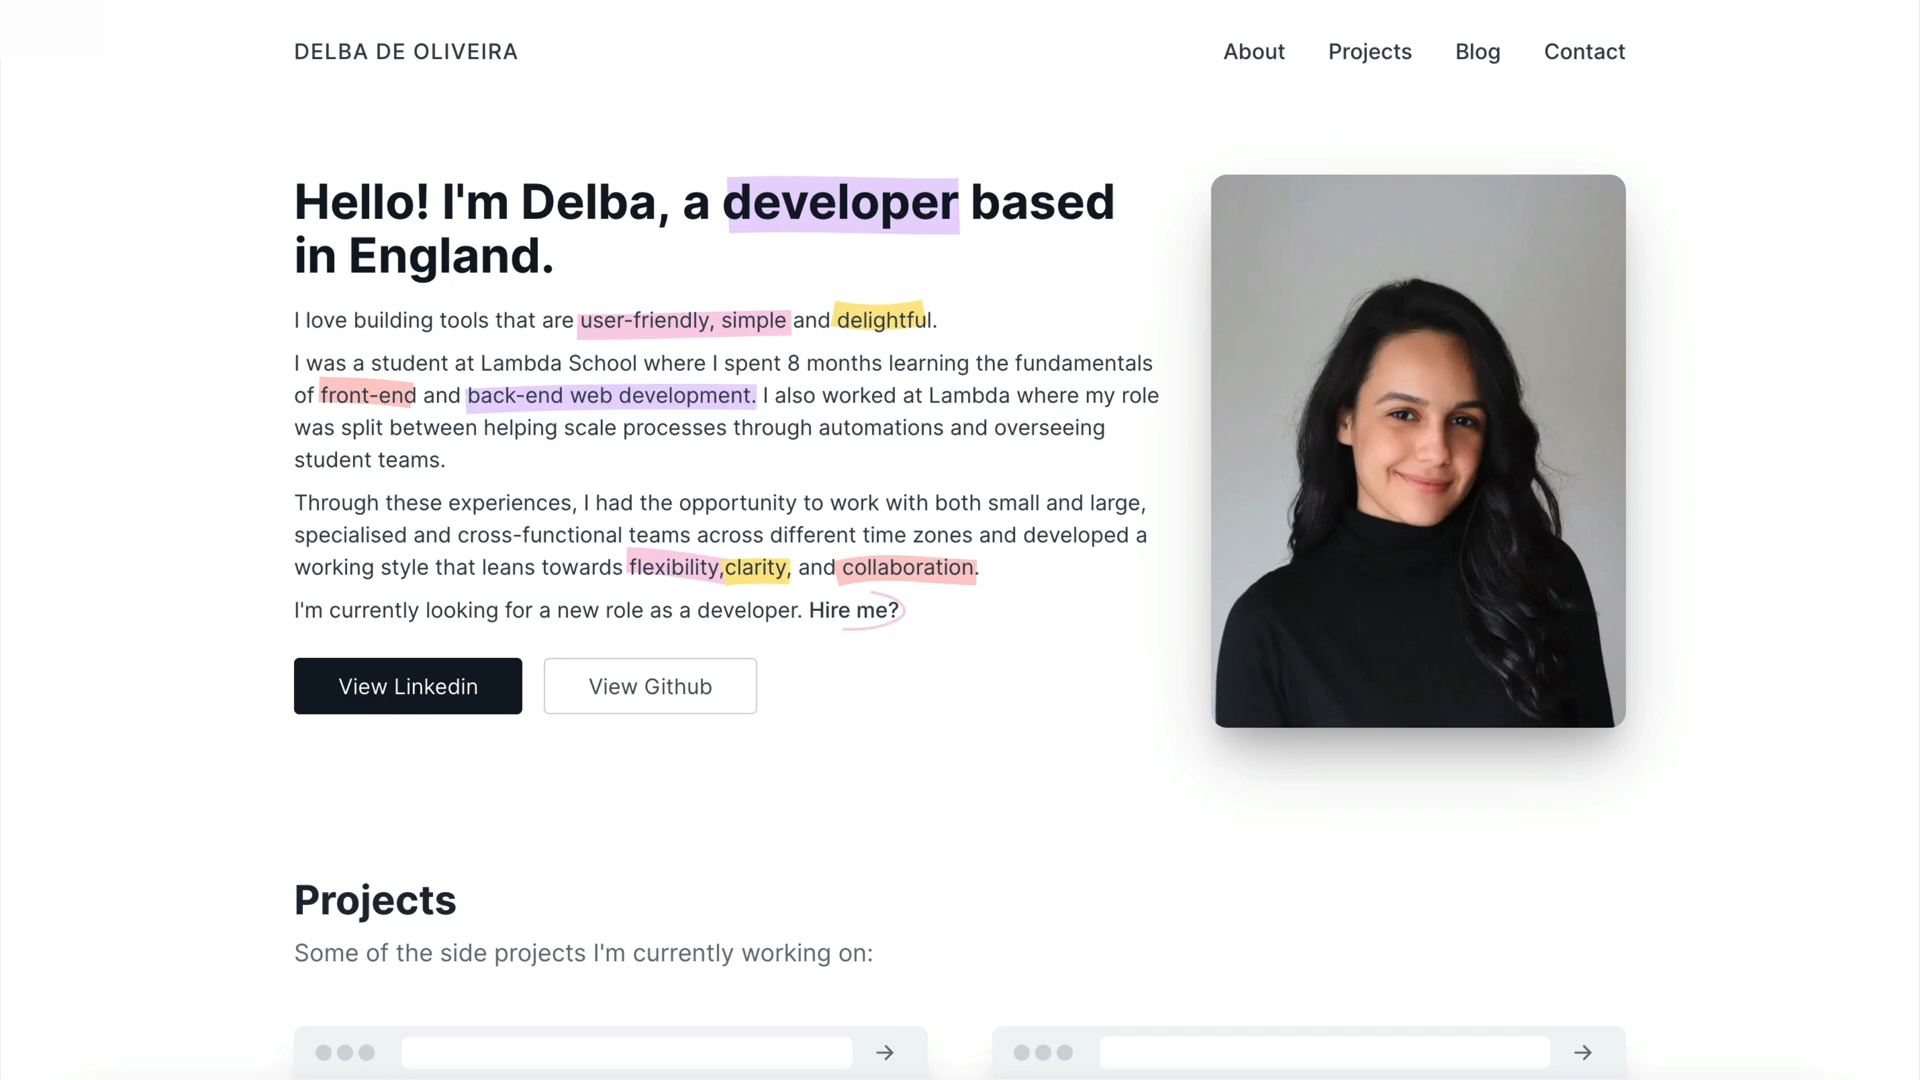 DELBA DE OLIVEIRA
About Projects Blog Contact
Hello! I'm Delba, a developer based
in England.
I love building tools that are user-friendly, simple and delightful.
I was a student at Lambda School where I spent 8 months learning the fundamentals
of front-end and back-end web development. I also worked at Lambda where my role
was split between helping scale processes through automations and overseeing
student teams.
Through these experiences, I had the opportunity to work with both small and large,
specialised and cross-functional teams across different time zones and developed a
working style that leans towards flexibility,clarity, and collaboration.
I'm currently looking for a new role as a developer. Hire me?
View Linkedin View Github
Projects
Some of the side projects I'm currently working on: